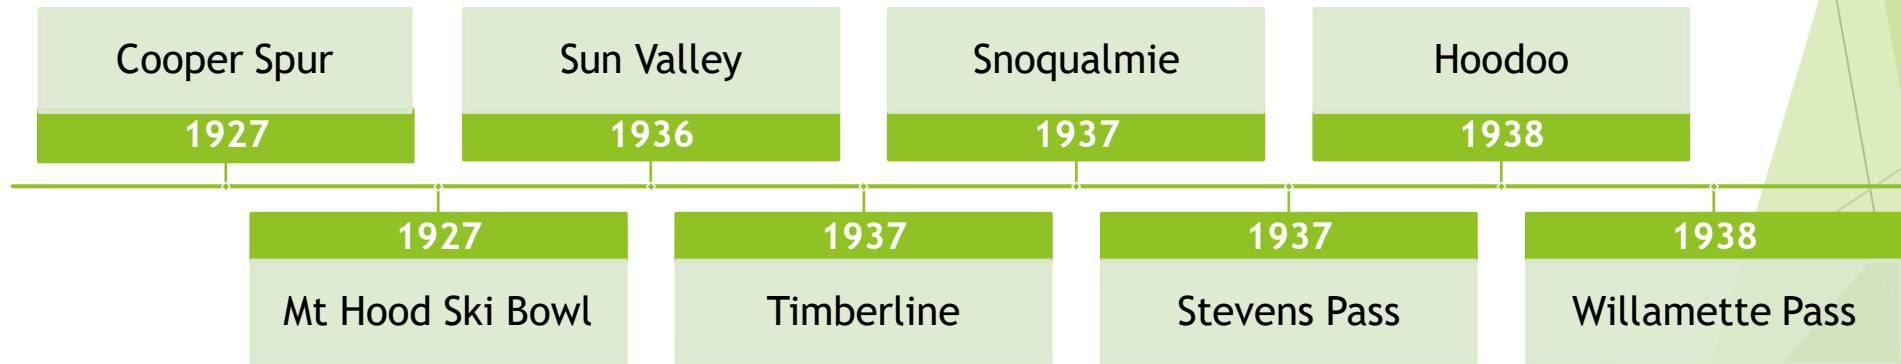 Cooper Spur
1927
Sun Valley
1936
Snoqualmie
1937
Hoodoo
1938
1927
Mt Hood Ski Bowl
1937
Timberline
1937
Stevens Pass
1938
Willamette Pass